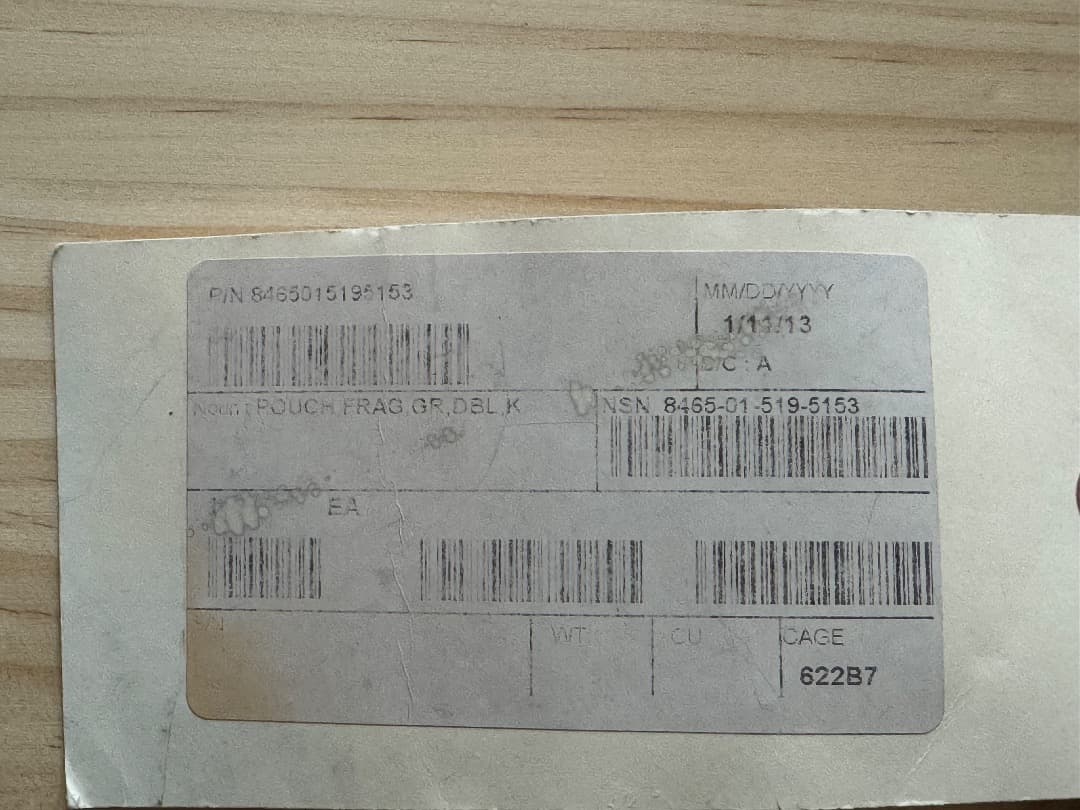 P/N 8465015195153
MM/DD/YYYY
1/11/13
C : A
Noun : POUCH,FRAG,GR,DBL,K
NSN 8465-01-519-5153
EA
WT
CU
CAGE
622B7